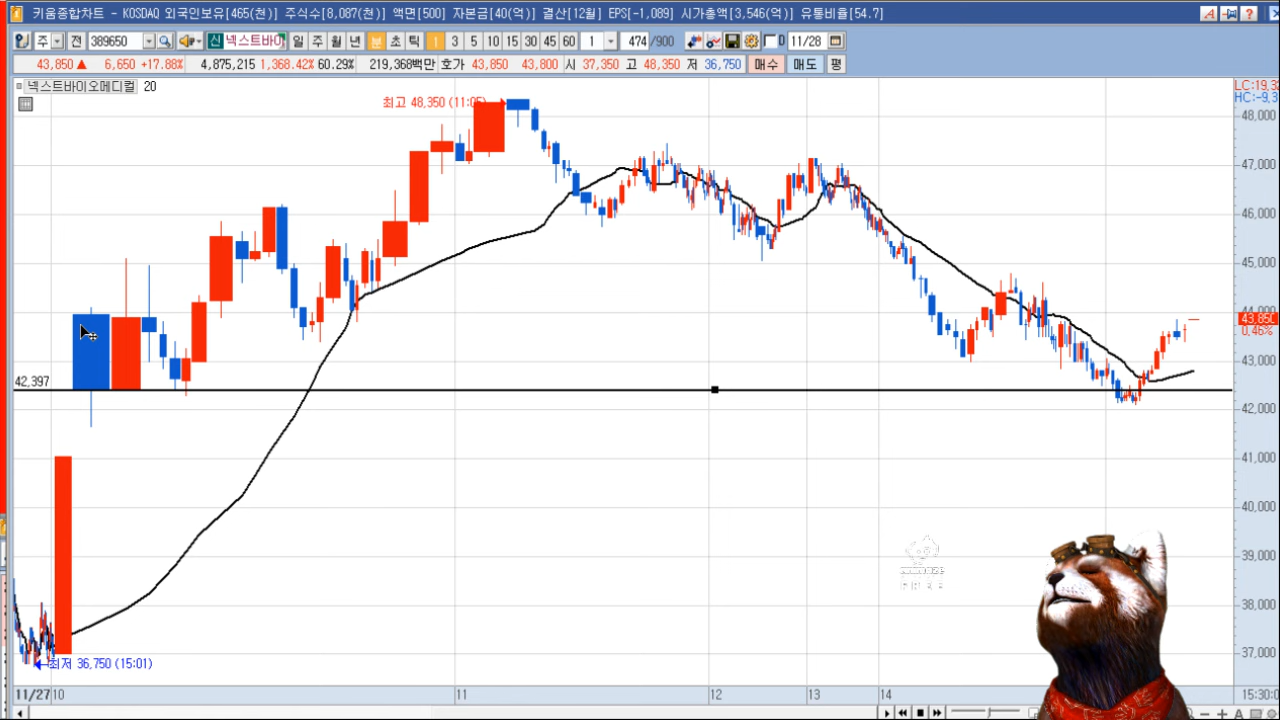 키움종합차트 - KOSDAQ 외국인보유[465(천)] 주식수[8,087(천)] 액면[500] 자본금[40(억)] 결산[12월] EPS[-1,089] 시가총액[3,546(억)] 유통비율[54.7]
주 전 389650 신 넥스트바이 일 주 월 년 분 초 틱 1 3 5 10 15 30 45 60 1 474 /900 D 11/28
43,850 ▲ 6,650 +17.88% 4,875,215 1,368.42% 60.29% 219,368백만 호가 43,850 43,800 시 37,350 고 48,350 저 36,750 매수 매도 평
넥스트바이오메디컬 20
LC:19,3
HC:-9,3
최고 48,350 (11:05)
48,000
47,000
46,000
45,000
44,000
43,850
0,46%
43,000
42,397
42,000
41,000
40,000
39,000
38,000
37,000
최저 36,750 (15:01)
11/27 10 11 12 13 14 15:30:0